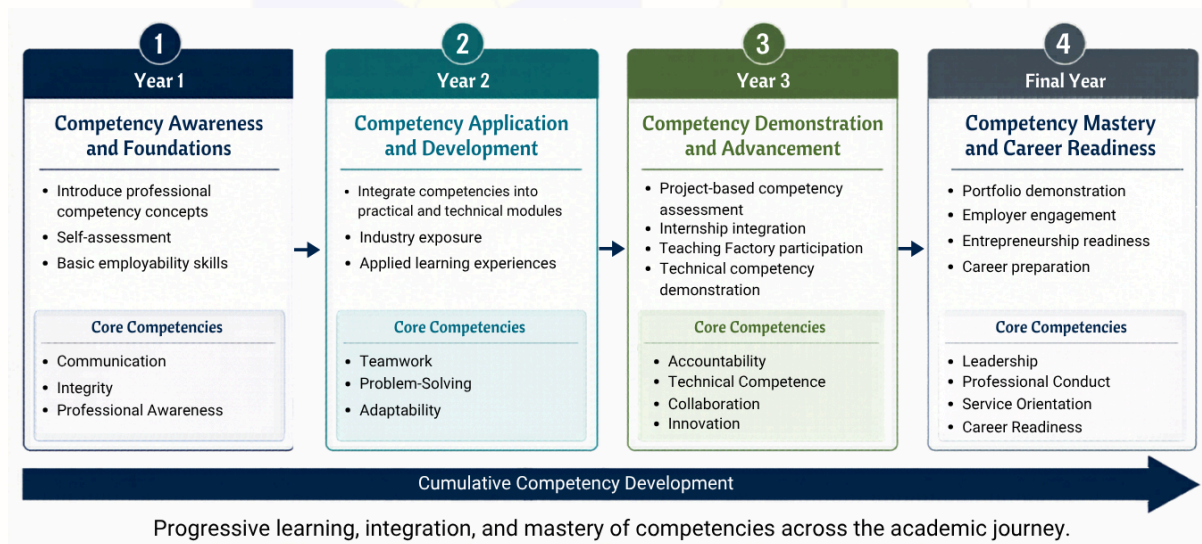 1
Year 1
Competency Awareness
and Foundations
• Introduce professional
competency concepts
• Self-assessment
• Basic employability skills
Core Competencies
• Communication
• Integrity
• Professional Awareness
2
Year 2
Competency Application
and Development
• Integrate competencies into
practical and technical modules
• Industry exposure
• Applied learning experiences
Core Competencies
• Teamwork
• Problem-Solving
• Adaptability
3
Year 3
Competency Demonstration
and Advancement
• Project-based competency
assessment
• Internship integration
• Teaching Factory participation
• Technical competency
demonstration
Core Competencies
• Accountability
• Technical Competence
• Collaboration
• Innovation
4
Final Year
Competency Mastery
and Career Readiness
• Portfolio demonstration
• Employer engagement
• Entrepreneurship readiness
• Career preparation
Core Competencies
• Leadership
• Professional Conduct
• Service Orientation
• Career Readiness
Cumulative Competency Development
Progressive learning, integration, and mastery of competencies across the academic journey.